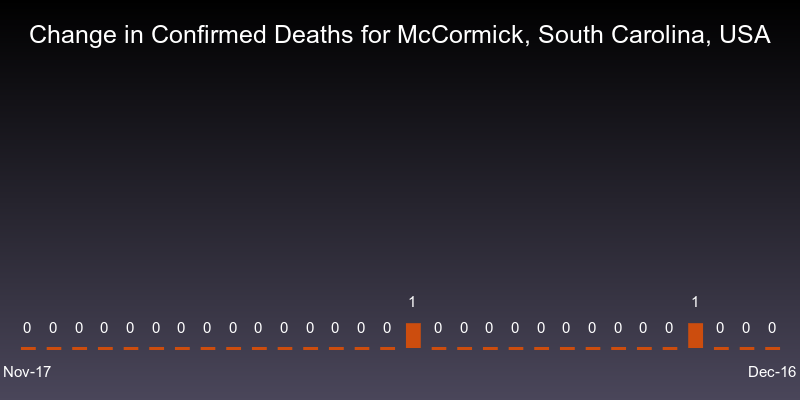 Change in Confirmed Deaths for McCormick, South Carolina, USA
1 1
0 0 0 0 0 0 0 0 0 0 0 0 0 0 0 0 0 0 0 0 0 0 0 0 0 0 0 0
Nov-17 Dec-16